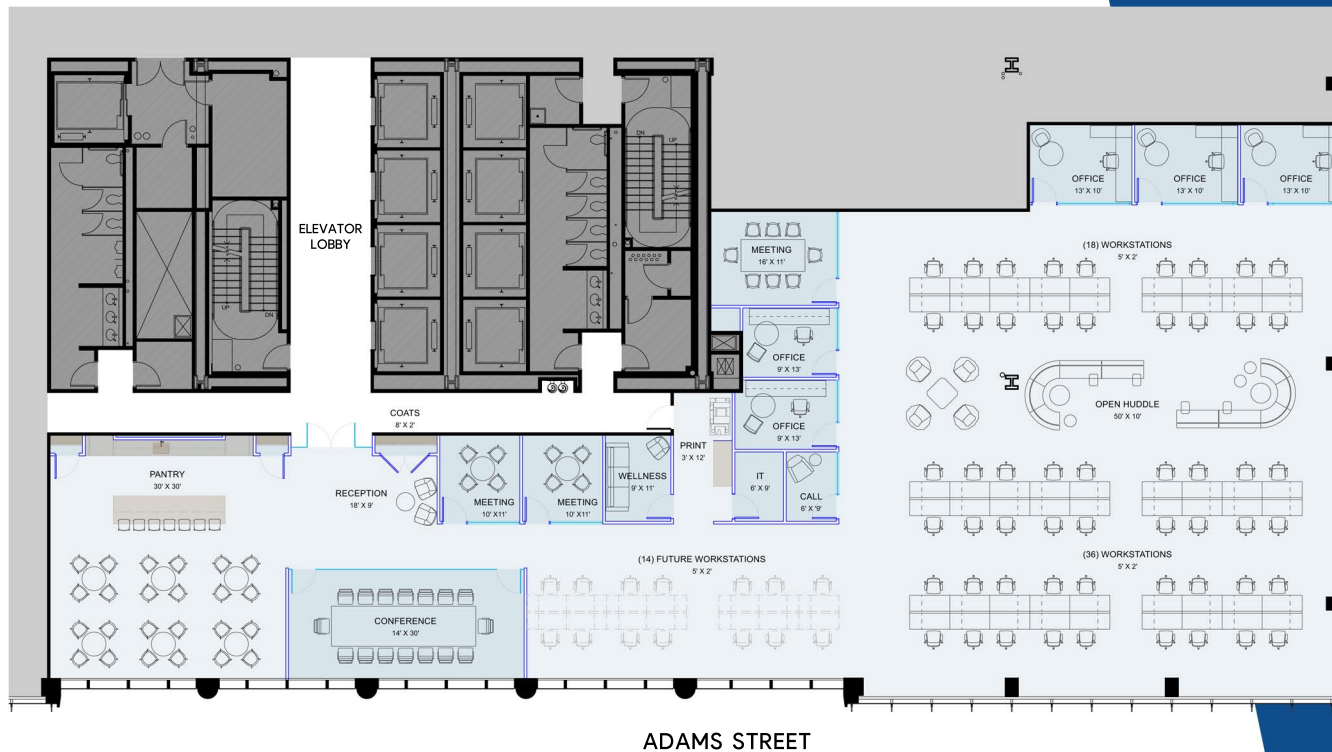 OFFICE
13' X 10'
OFFICE
13' X 10'
OFFICE
13' X 10'
DN
UP
ELEVATOR
LOBBY
MEETING
16' X 11'
(18) WORKSTATIONS
5' X 2'
UP
DN
OFFICE
9' X 13'
OPEN HUDDLE
50' X 10'
COATS
8' X 2'
OFFICE
9' X 13'
PRINT
3' X 12'
PANTRY
30' X 30'
RECEPTION
18' X 9'
MEETING
10' X11'
MEETING
10' X11'
WELLNESS
9' X 11'
IT
6' X 9'
CALL
6' X '9'
(14) FUTURE WORKSTATIONS
5' X 2'
(36) WORKSTATIONS
5' X 2'
CONFERENCE
14' X 30'
ADAMS STREET